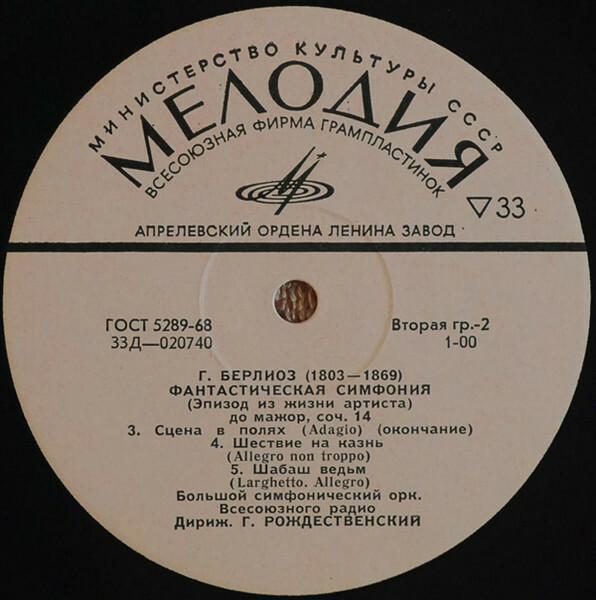 МИНИСТЕРСТВО КУЛЬТУРЫ СССР
МЕЛОДИЯ
ВСЕСОЮЗНАЯ ФИРМА ГРАМПЛАСТИНОК
▽33
АПРЕЛЕВСКИЙ ОРДЕНА ЛЕНИНА ЗАВОД
ГОСТ 5289-68
Вторая гр.-2
33Д—020740
1-00
Г. БЕРЛИОЗ (1803—1869)
ФАНТАСТИЧЕСКАЯ СИМФОНИЯ
(Эпизод из жизни артиста)
до мажор, соч. 14
3. Сцена в полях (Adagio) (окончание)
4. Шествие на казнь
(Allegro non troppo)
5. Шабаш ведьм
(Larghetto. Allegro)
Большой симфонический орк.
Всесоюзного радио
Дириж. Г. РОЖДЕСТВЕНСКИЙ